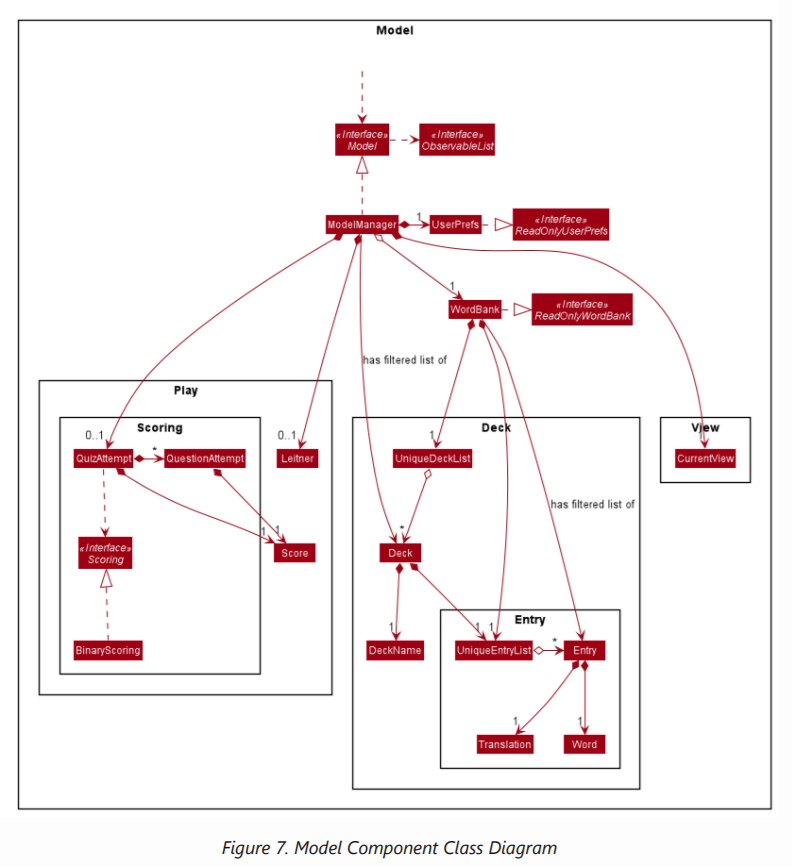 Model
«Interface»
Model
«Interface»
ObservableList
ModelManager
1
UserPrefs
«Interface»
ReadOnlyUserPrefs
1
WordBank
«Interface»
ReadOnlyWordBank
has filtered list of
Play
Scoring
0..1
QuizAttempt
*
QuestionAttempt
0..1
Leitner
«Interface»
Scoring
1
1
Score
BinaryScoring
Deck
1
UniqueDeckList
has filtered list of
*
Deck
1
DeckName
Entry
1
1
UniqueEntryList
*
Entry
1
Translation
1
Word
View
CurrentView
Figure 7. Model Component Class Diagram